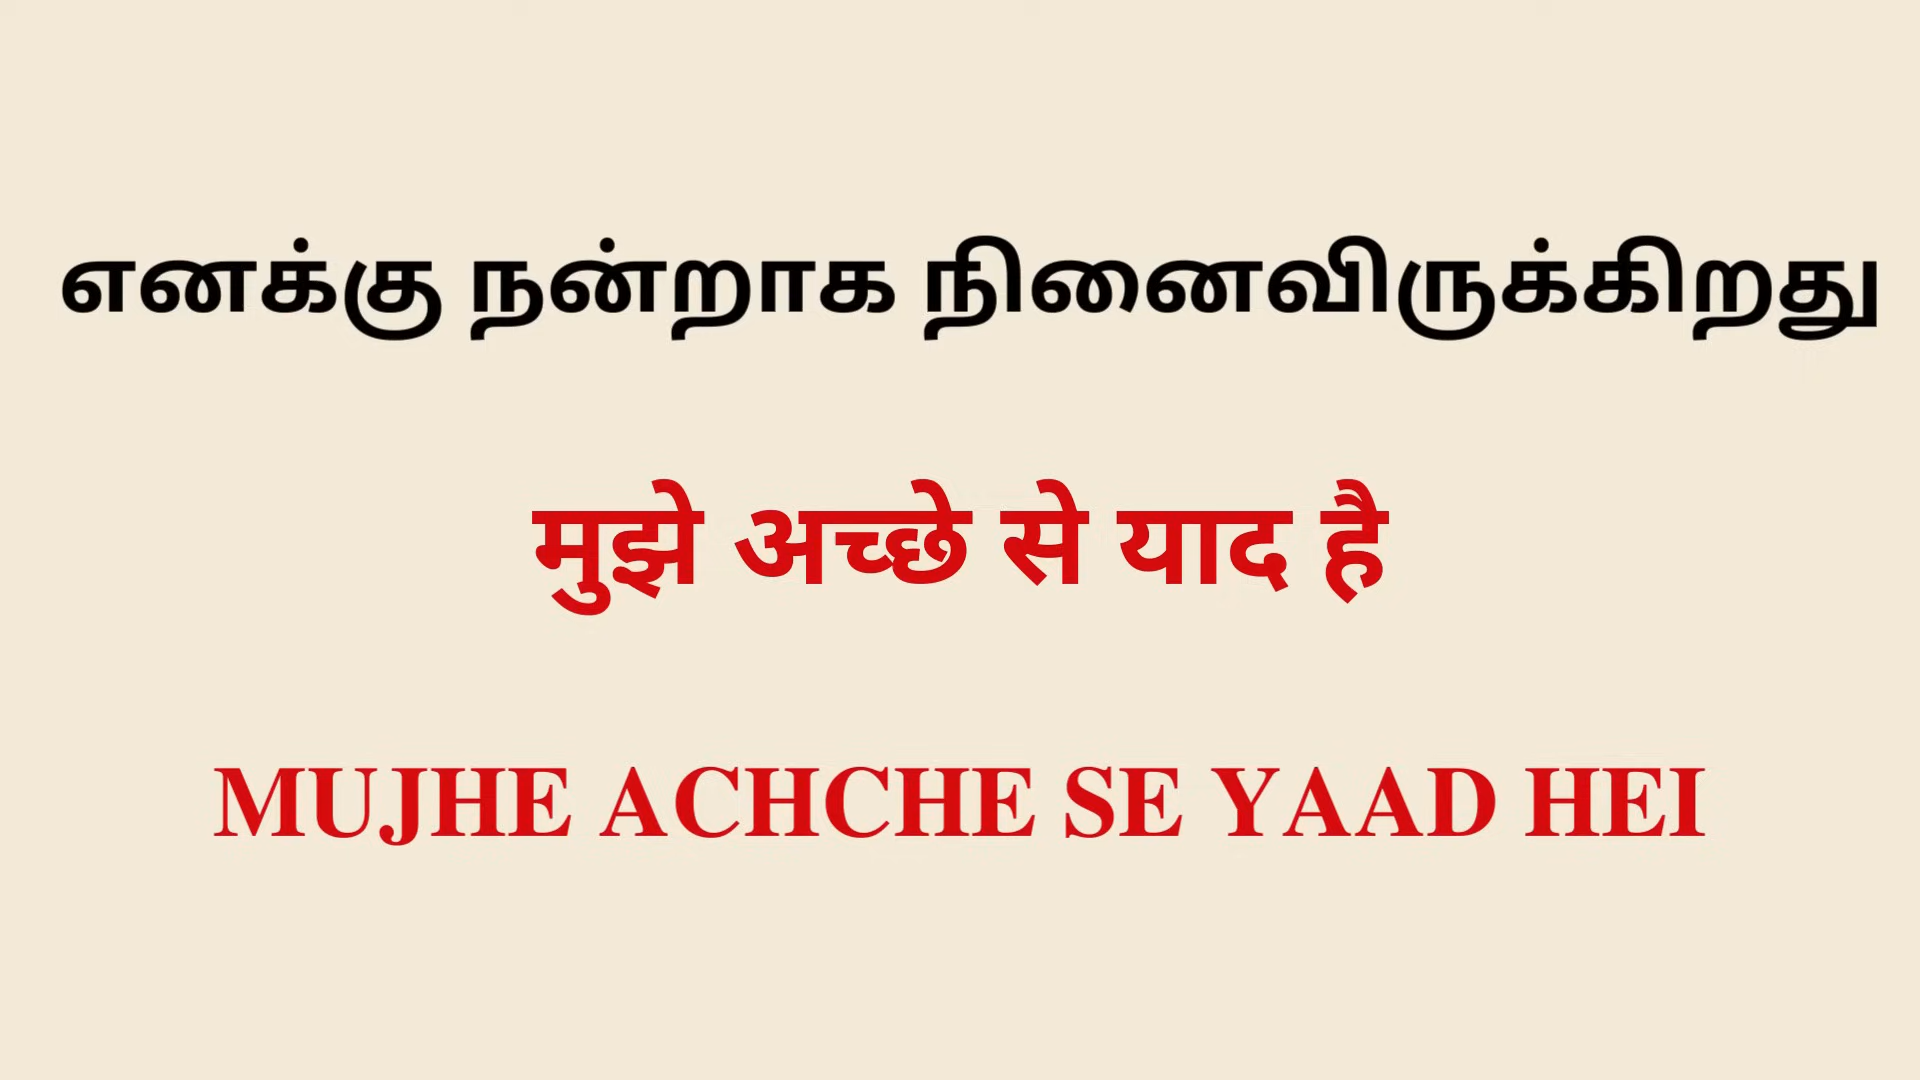 எனக்கு நன்றாக நினைவிருக்கிறது
मुझे अच्छे से याद है
MUJHE ACHCHE SE YAAD HEI